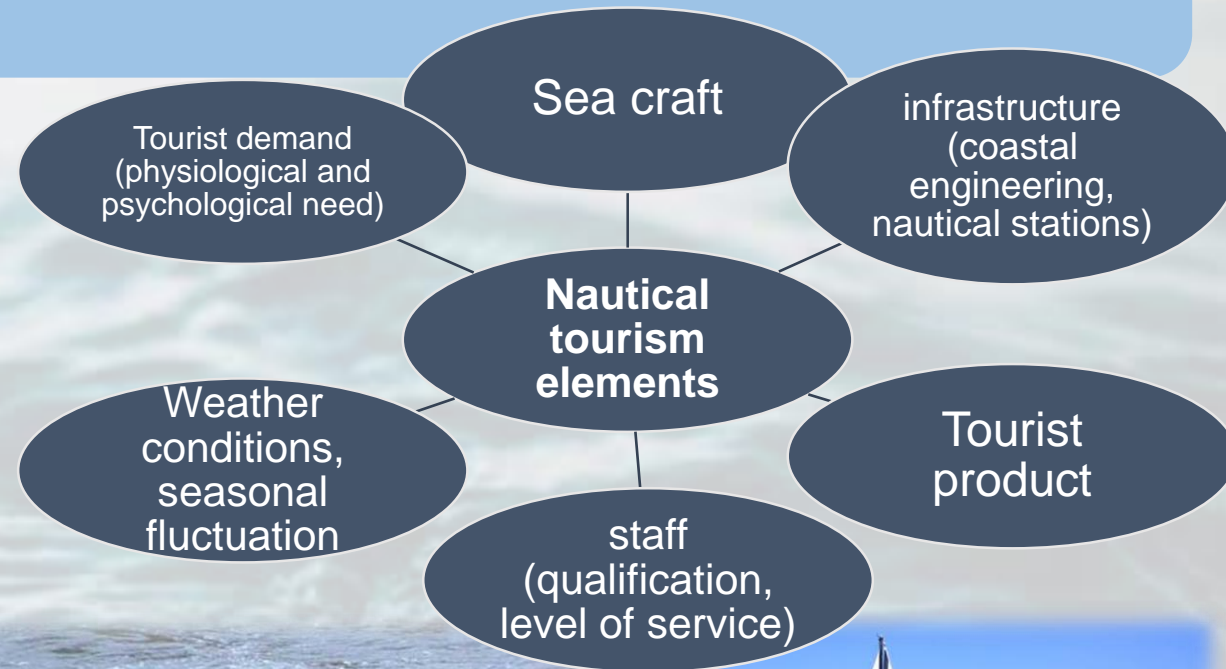 Sea craft
infrastructure
(coastal
engineering,
nautical stations)
Tourist demand
(physiological and
psychological need)
Nautical
tourism
elements
Weather
conditions,
seasonal
fluctuation
Tourist
product
staff
(qualification,
level of service)